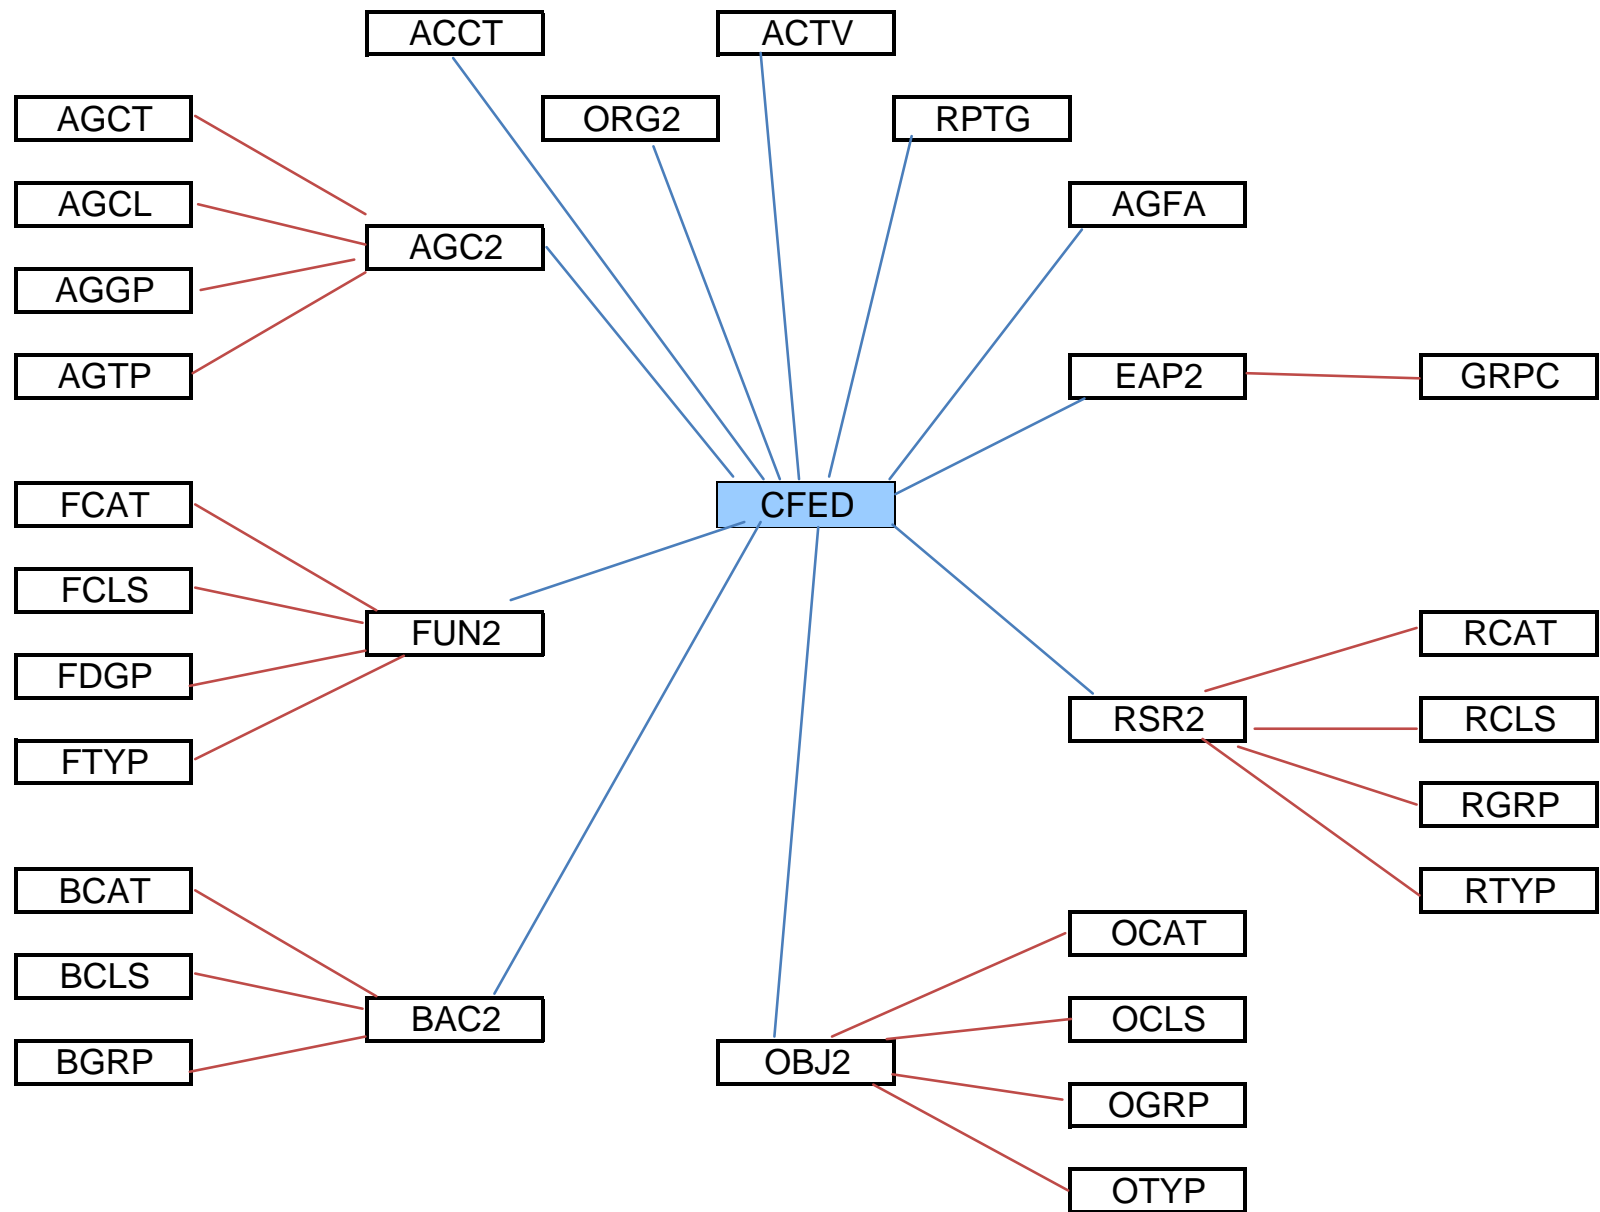 ACCT
ACTV
AGCT
ORG2
RPTG
AGCL
AGFA
AGC2
AGGP
AGTP
EAP2
GRPC
FCAT
CFED
FCLS
FUN2
RCAT
FDGP
RSR2
RCLS
FTYP
RGRP
BCAT
RTYP
OCAT
BCLS
BAC2
OCLS
BGRP
OBJ2
OGRP
OTYP